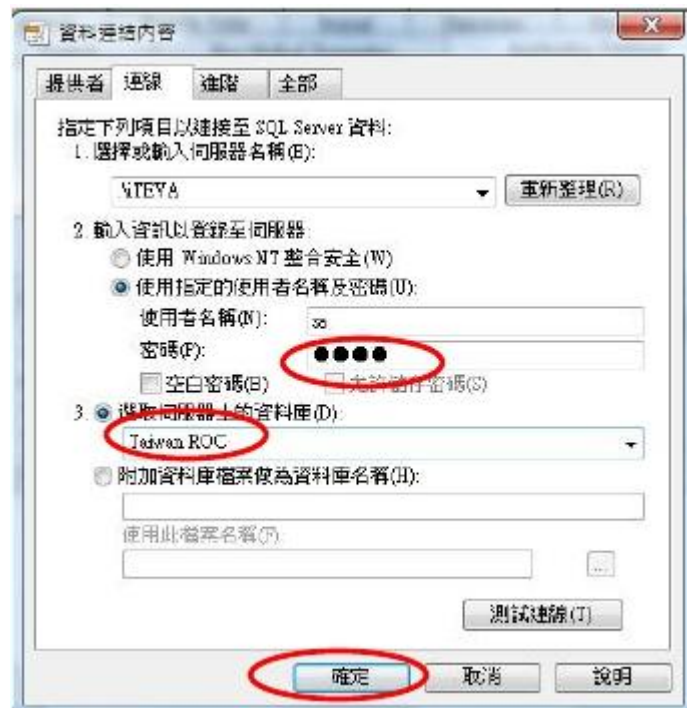 資料連結內容
提供者 連線 進階 全部
指定下列項目以連接至 SQL Server 資料:
1. 選擇或輸入伺服器名稱(E):
重新整理(R)
2. 輸入資訊以登錄至伺服器:
使用 Windows NT 整合安全(W)
使用指定的使用者名稱及密碼(U):
使用者名稱(N): sa
密碼(P): ●●●●
空白密碼(B) 允許儲存密碼(S)
3. 選取伺服器上的資料庫(D):
Taiwan ROC
附加資料庫檔案做為資料庫名稱(H):
使用此檔案名稱(F):
...
測試連線(T)
確定 取消 說明